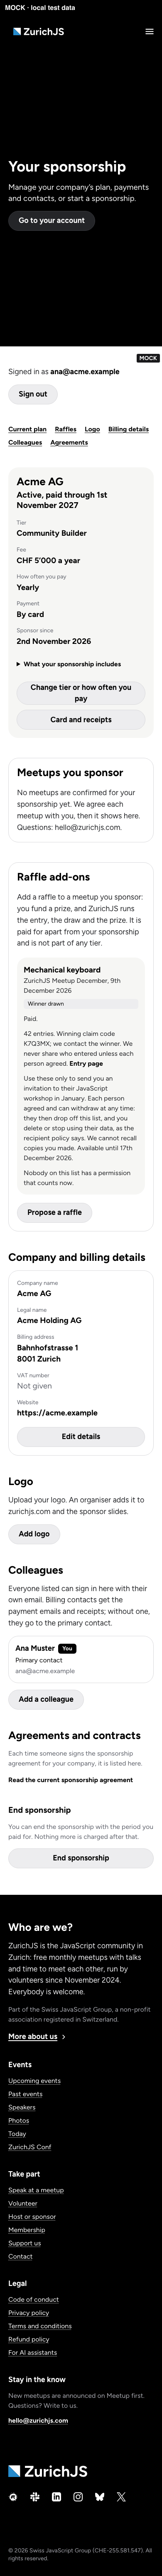 MOCK · local test data
ZurichJS
Your sponsorship
Manage your company's plan, payments
and contacts, or start a sponsorship.
Go to your account
MOCK
Signed in as ana@acme.example
Sign out
Current plan Raffles Logo Billing details
Colleagues Agreements
Acme AG
Active, paid through 1st
November 2027
Tier
Community Builder
Fee
CHF 5'000 a year
How often you pay
Yearly
Payment
By card
Sponsor since
2nd November 2026
What your sponsorship includes
Change tier or how often you
pay
Card and receipts
Meetups you sponsor
No meetups are confirmed for your
sponsorship yet. We agree each
meetup with you, then it shows here.
Questions: hello@zurichjs.com.
Raffle add-ons
Add a raffle to a meetup you sponsor:
you fund a prize, and ZurichJS runs
the entry, the draw and the order. It is
paid for apart from your sponsorship
and is not part of any tier.
Mechanical keyboard
ZurichJS Meetup December, 9th
December 2026
Winner drawn
Paid.
42 entries. Winning claim code
K7Q3MX; we contact the winner. We
never share who entered unless each
person agreed. Entry page
Use these only to send you an
invitation to their JavaScript
workshop in January. Each person
agreed and can withdraw at any time:
they then drop off this list, and you
delete or stop using their data, as the
recipient policy says. We cannot recall
copies you made. Available until 17th
December 2026.
Nobody on this list has a permission
that counts now.
Propose a raffle
Company and billing details
Company name
Acme AG
Legal name
Acme Holding AG
Billing address
Bahnhofstrasse 1
8001 Zurich
VAT number
Not given
Website
https://acme.example
Edit details
Logo
Upload your logo. An organiser adds it to
zurichjs.com and the sponsor slides.
Add logo
Colleagues
Everyone listed can sign in here with their
own email. Billing contacts get the
payment emails and receipts; without one,
they go to the primary contact.
Ana Muster You
Primary contact
ana@acme.example
Add a colleague
Agreements and contracts
Each time someone signs the sponsorship
agreement for your company, it is listed here.
Read the current sponsorship agreement
End sponsorship
You can end the sponsorship with the period you
paid for. Nothing more is charged after that.
End sponsorship
Who are we?
ZurichJS is the JavaScript community in
Zurich: free monthly meetups with talks
and time to meet each other, run by
volunteers since November 2024.
Everybody is welcome.
Part of the Swiss JavaScript Group, a non-profit
association registered in Switzerland.
More about us
Events
Upcoming events
Past events
Speakers
Photos
Today
ZurichJS Conf
Take part
Speak at a meetup
Volunteer
Host or sponsor
Membership
Support us
Contact
Legal
Code of conduct
Privacy policy
Terms and conditions
Refund policy
For AI assistants
Stay in the know
New meetups are announced on Meetup first.
Questions? Write to us.
hello@zurichjs.com
ZurichJS
© 2026 Swiss JavaScript Group (CHE-255.581.547). All
rights reserved.